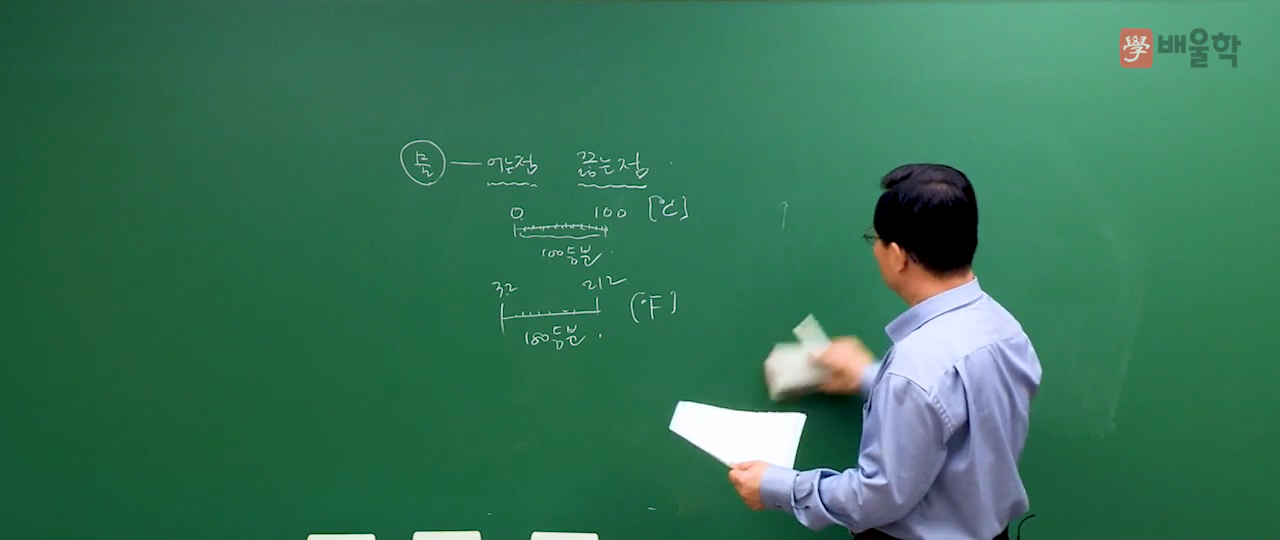 學 배울학
물 어는점 끓는점
0 100 [℃]
100등분
32 212 [℉]
180등분